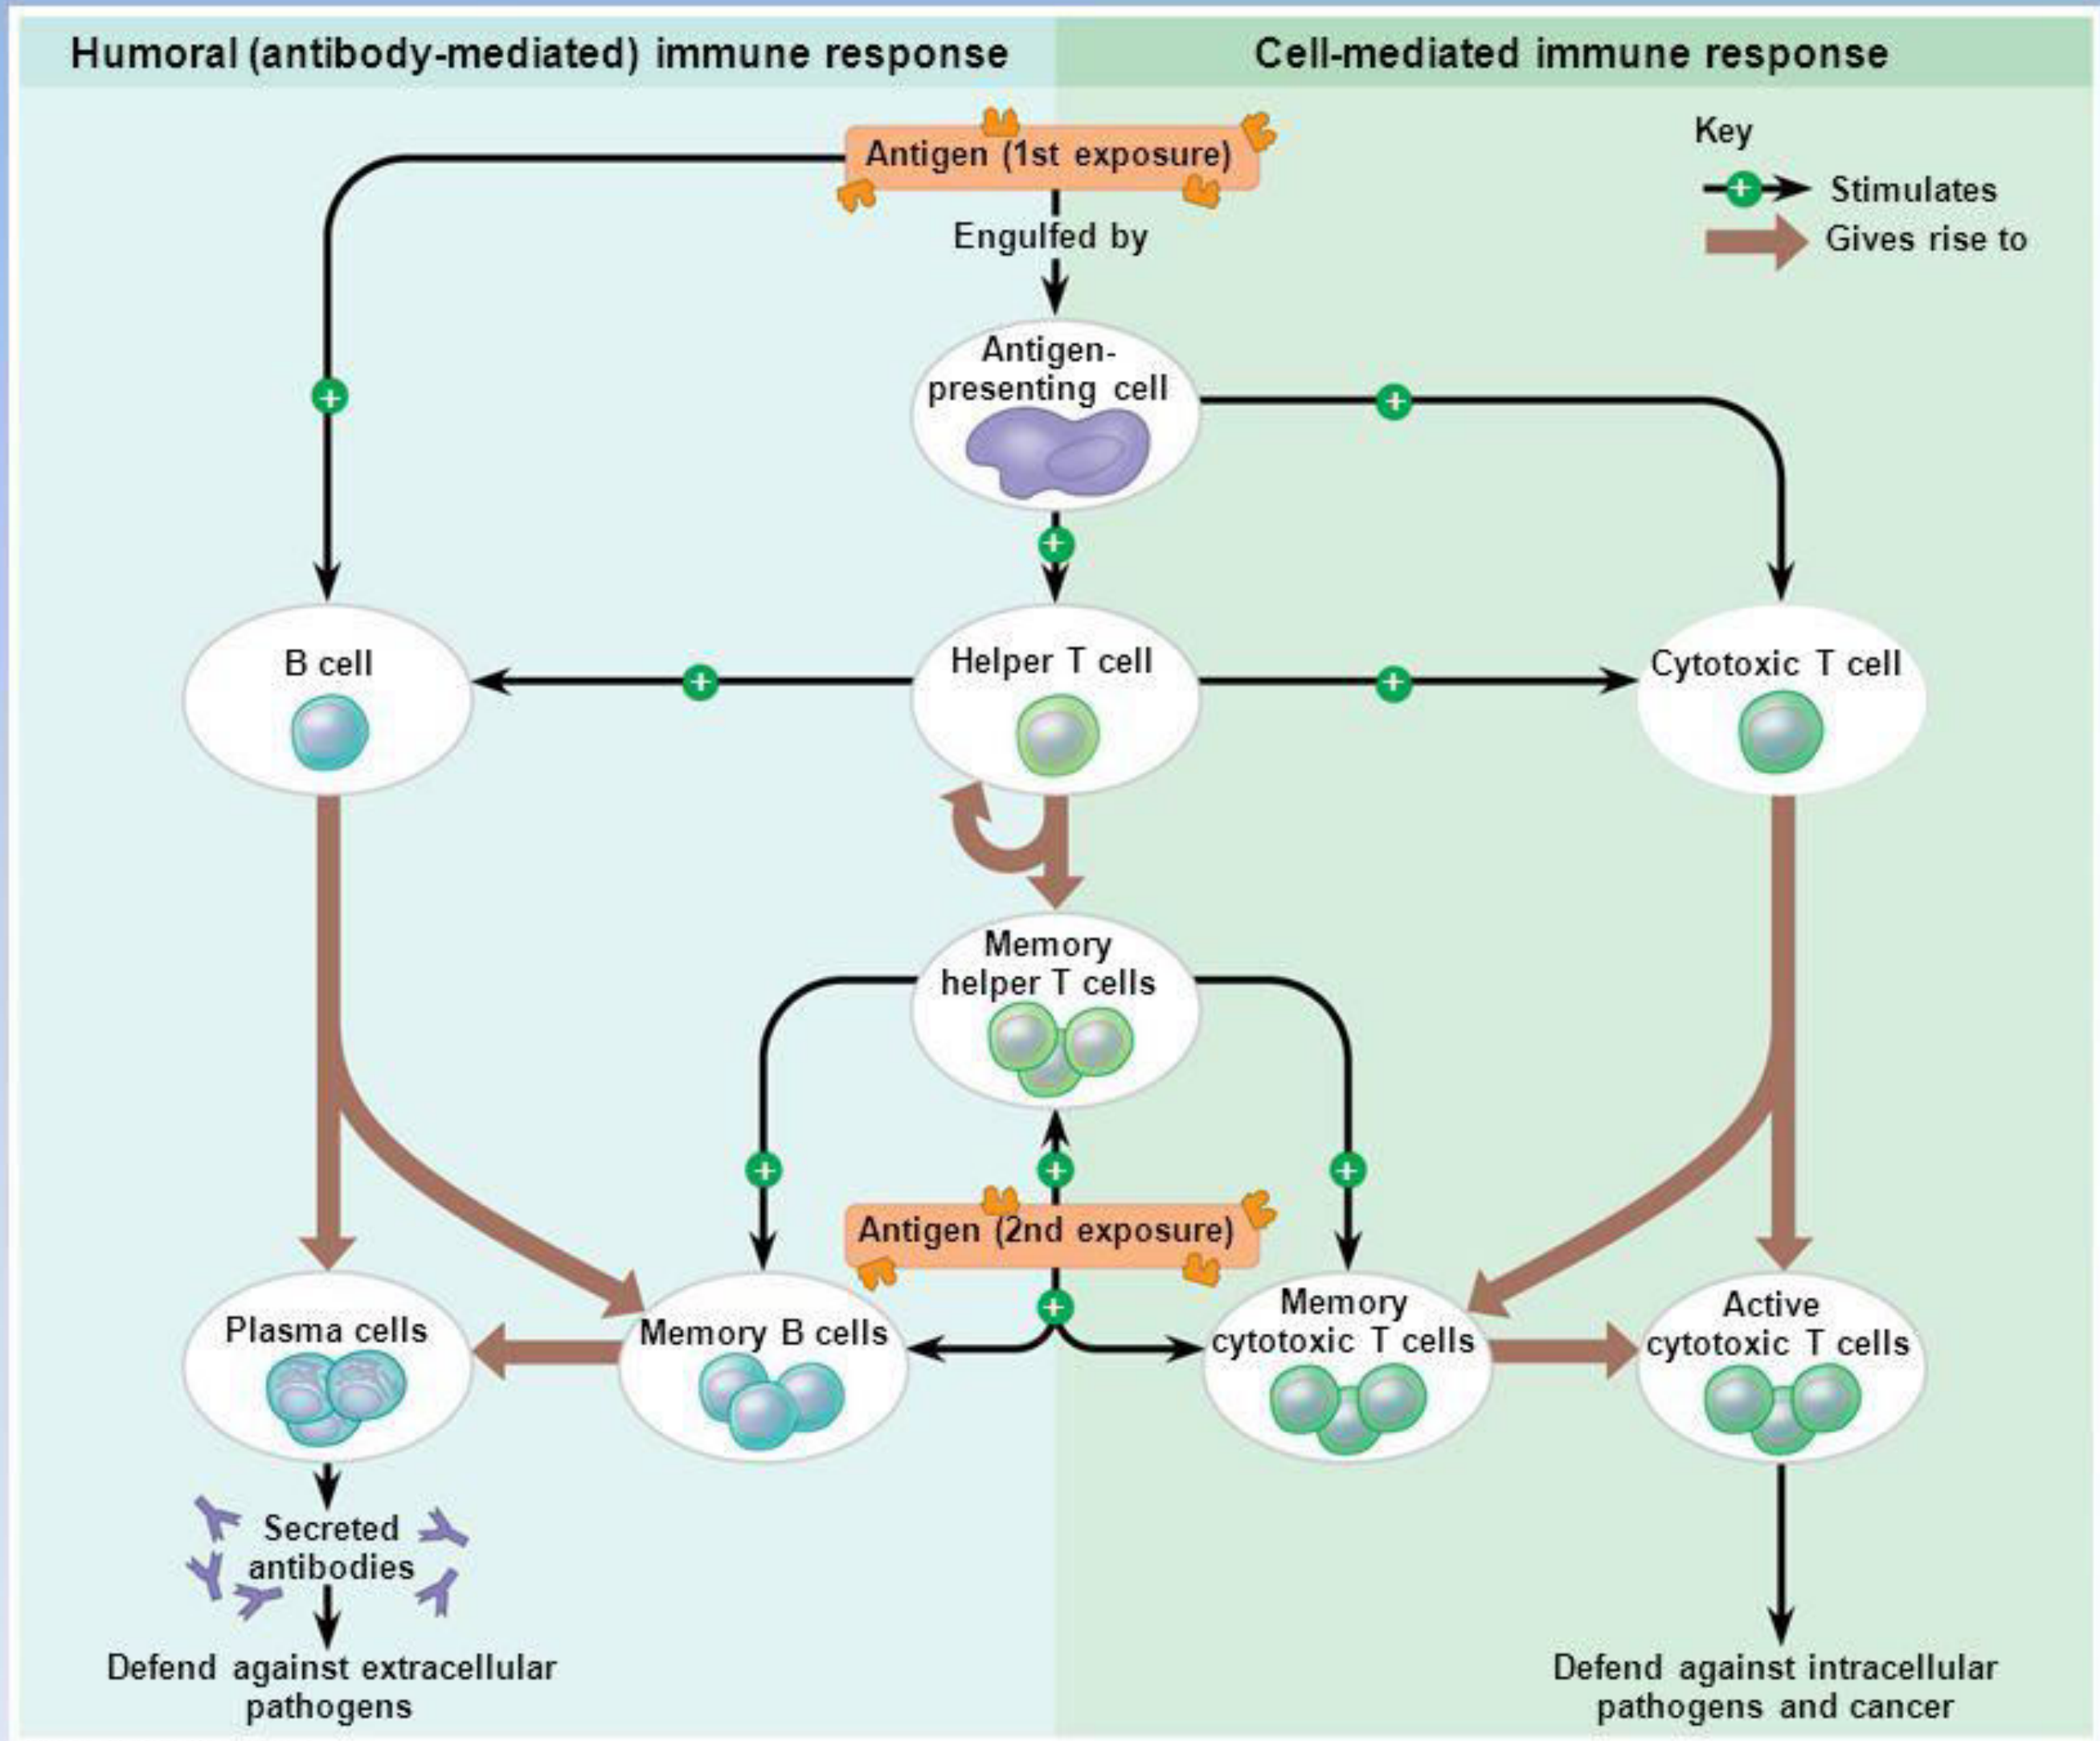 Humoral (antibody-mediated) immune response
Cell-mediated immune response
Antigen (1st exposure)
Key
Stimulates
Gives rise to
Engulfed by
Antigen-
presenting cell
B cell
Helper T cell
Cytotoxic T cell
Memory
helper T cells
Antigen (2nd exposure)
Plasma cells
Memory B cells
Memory
cytotoxic T cells
Active
cytotoxic T cells
Secreted
antibodies
Defend against extracellular
pathogens
Defend against intracellular
pathogens and cancer